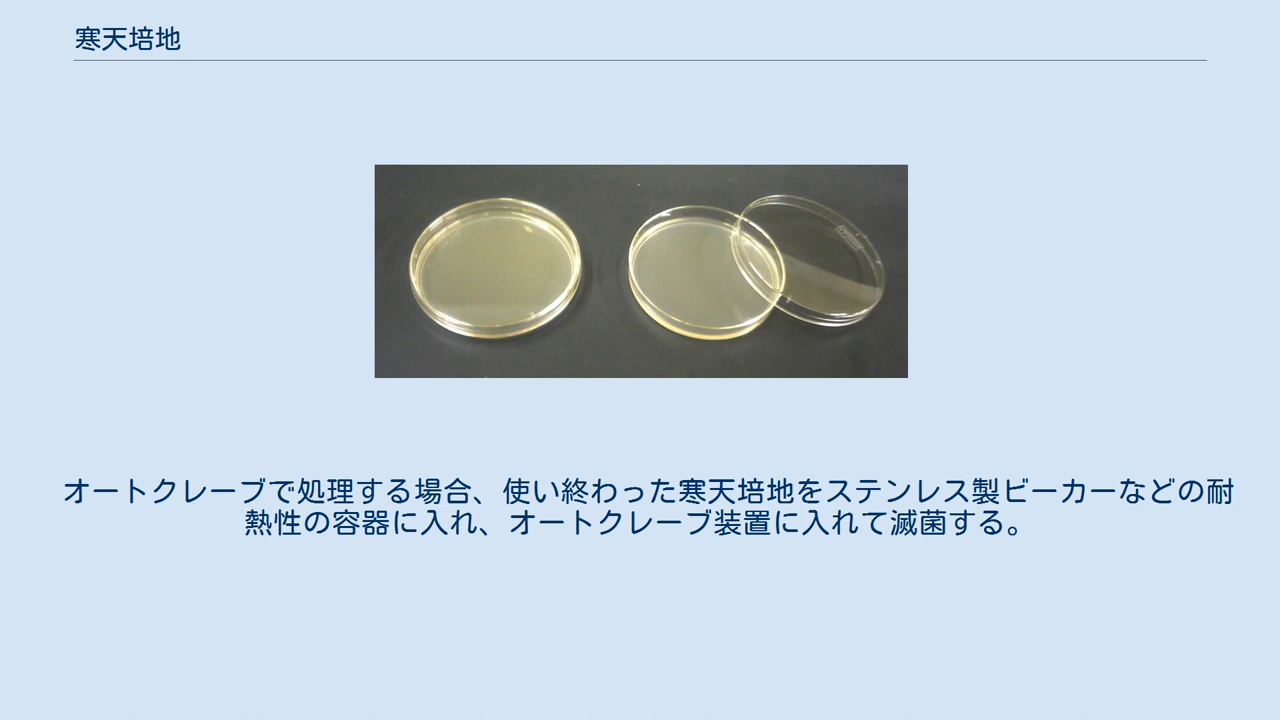 寒天培地
オートクレーブで処理する場合、使い終わった寒天培地をステンレス製ビーカーなどの耐
熱性の容器に入れ、オートクレーブ装置に入れて滅菌する。